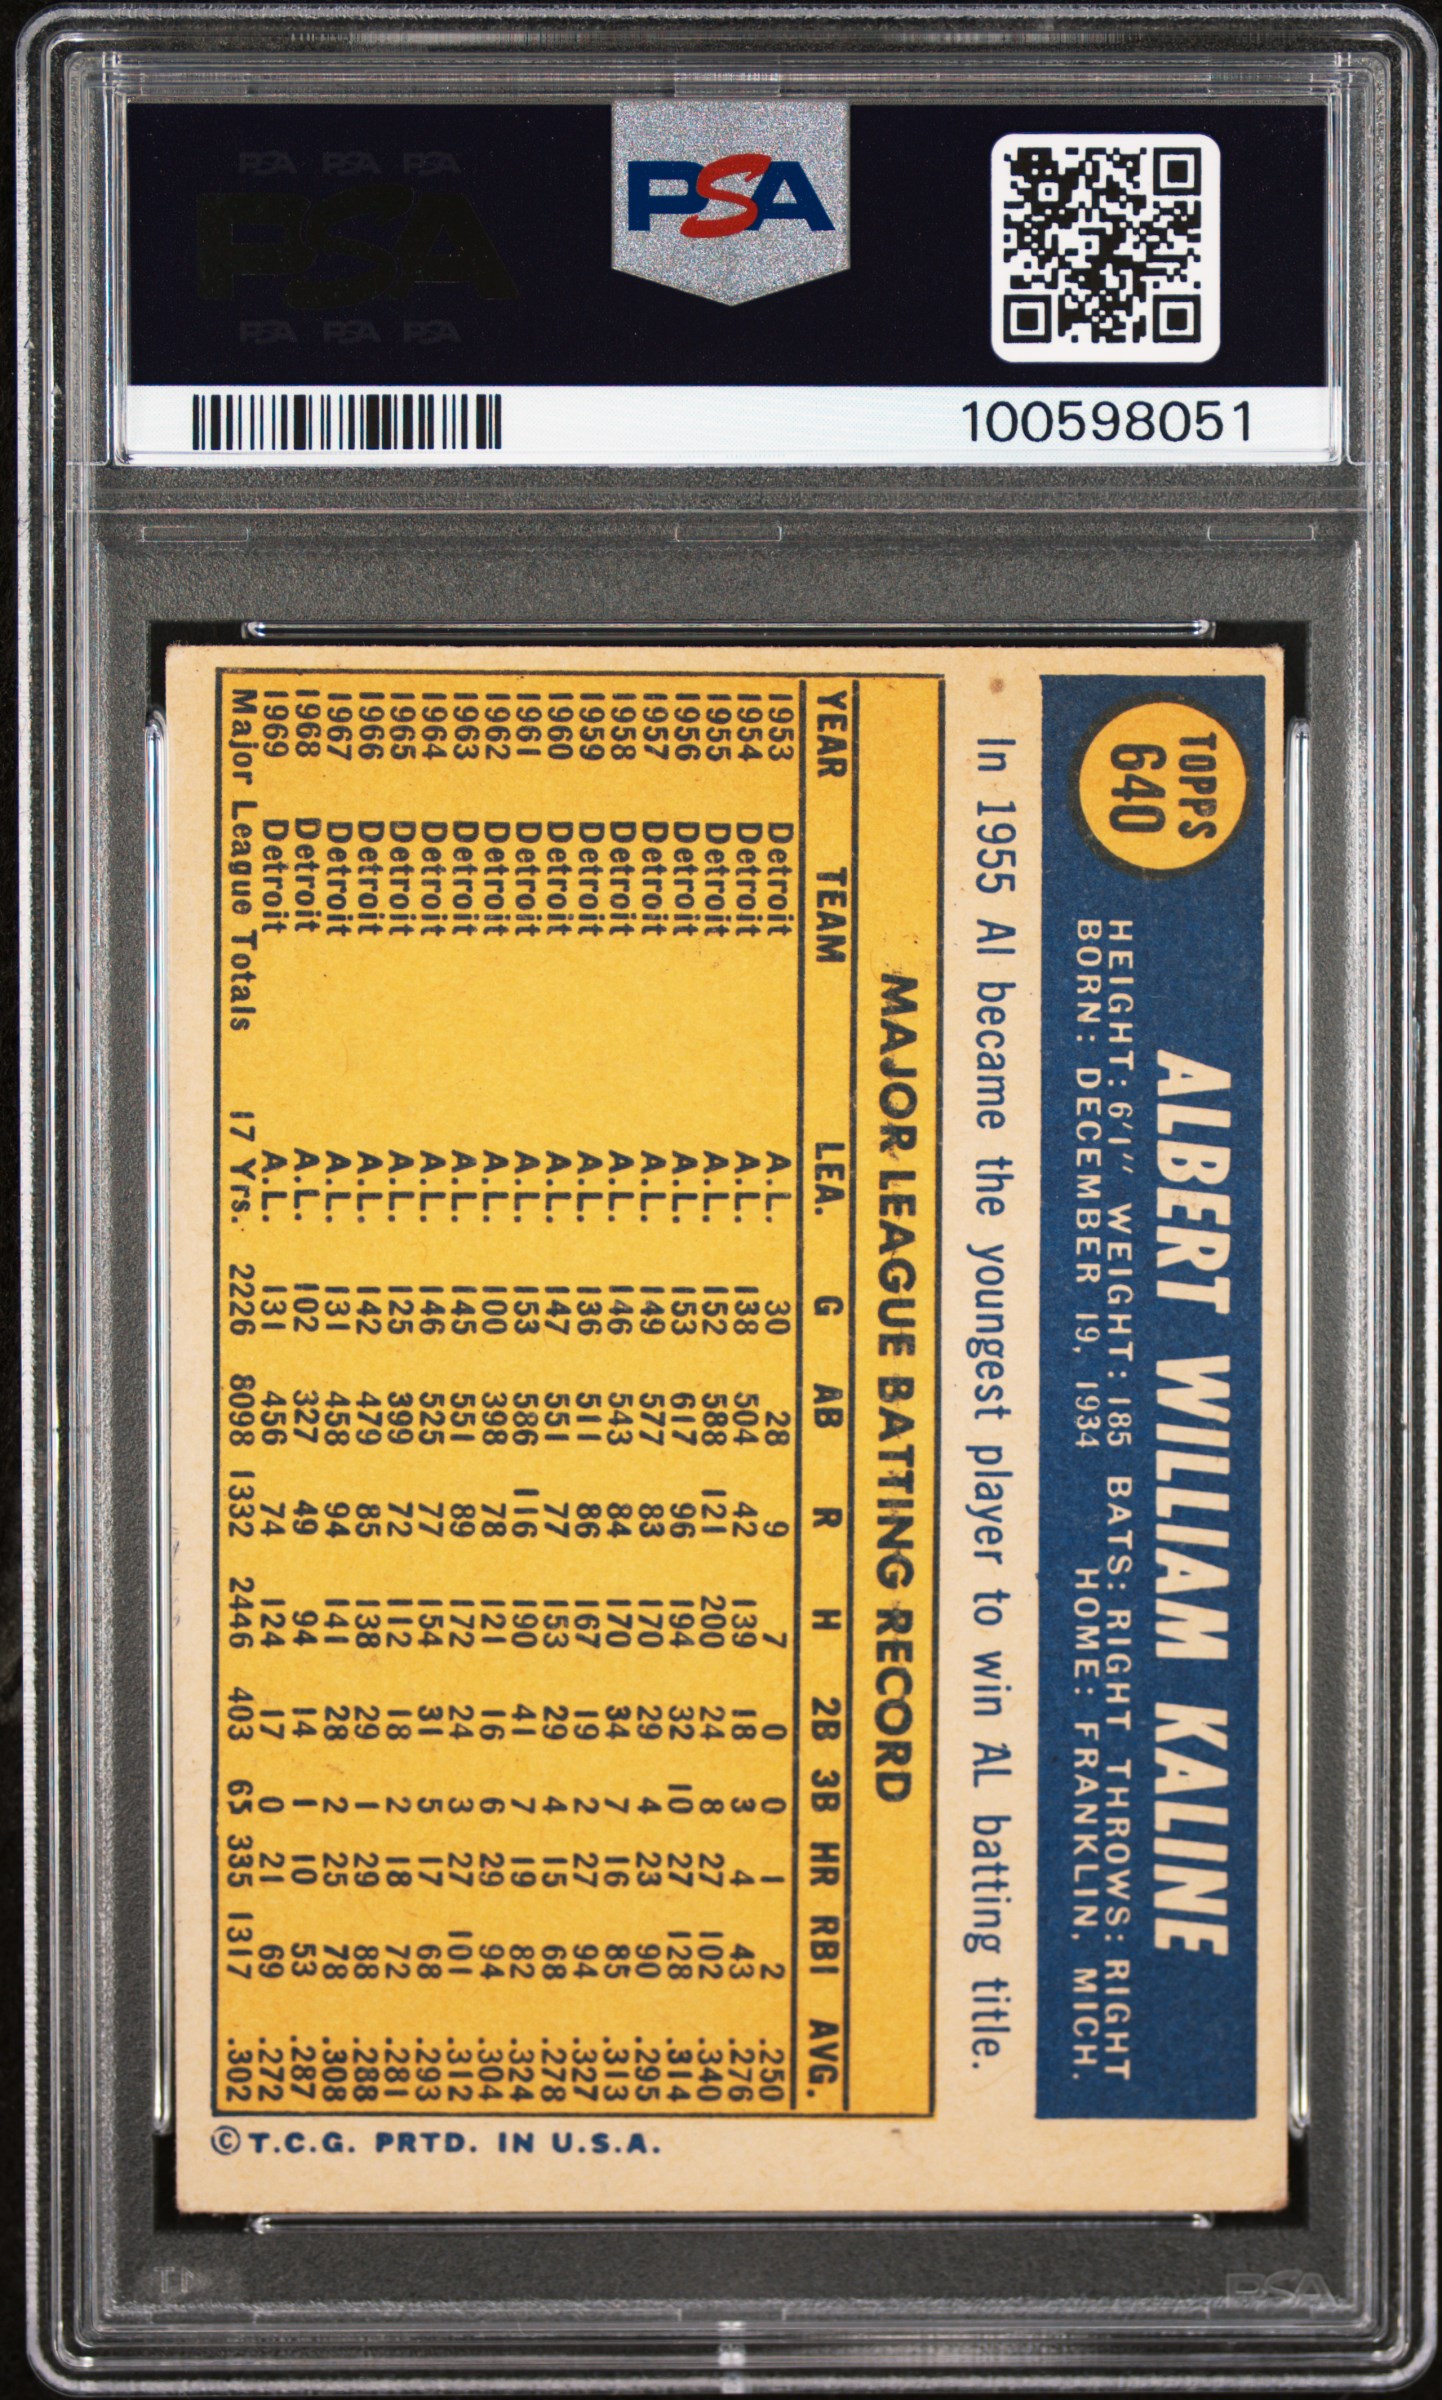 PSA PSA PSA
PSA
PSA PSA PSA
PSA
100598051
TOPPS
640
ALBERT WILLIAM KALINE
HEIGHT: 6'1" WEIGHT: 185 BATS: RIGHT THROWS: RIGHT
BORN: DECEMBER 19, 1934 HOME: FRANKLIN, MICH.
In 1955 Al became the youngest player to win AL batting title.
MAJOR LEAGUE BATTING RECORD
YEAR TEAM LEA. G AB R H 2B 3B HR RBI AVG.
1953 Detroit A.L. 30 28 9 7 0 0 1 2 .250
1954 Detroit A.L. 138 504 42 139 18 3 4 43 .276
1955 Detroit A.L. 152 588 121 200 24 8 27 102 .340
1956 Detroit A.L. 153 617 96 194 32 10 27 128 .314
1957 Detroit A.L. 149 577 83 170 29 4 23 90 .295
1958 Detroit A.L. 146 543 84 170 34 7 16 85 .313
1959 Detroit A.L. 136 511 86 167 19 2 27 94 .327
1960 Detroit A.L. 147 551 77 153 29 4 15 68 .278
1961 Detroit A.L. 153 586 116 190 41 7 19 82 .324
1962 Detroit A.L. 100 398 78 121 16 6 29 94 .304
1963 Detroit A.L. 145 551 89 172 24 3 27 101 .312
1964 Detroit A.L. 146 525 77 154 31 5 17 68 .293
1965 Detroit A.L. 125 399 72 112 18 2 18 72 .281
1966 Detroit A.L. 142 479 85 138 29 1 29 88 .288
1967 Detroit A.L. 131 458 94 141 28 2 25 78 .308
1968 Detroit A.L. 102 327 49 94 14 1 10 53 .287
1969 Detroit A.L. 131 456 74 124 17 0 21 69 .272
Major League Totals 17 Yrs. 2226 8098 1332 2446 403 65 335 1317 .302
©T.C.G. PRTD. IN U.S.A.
PSA